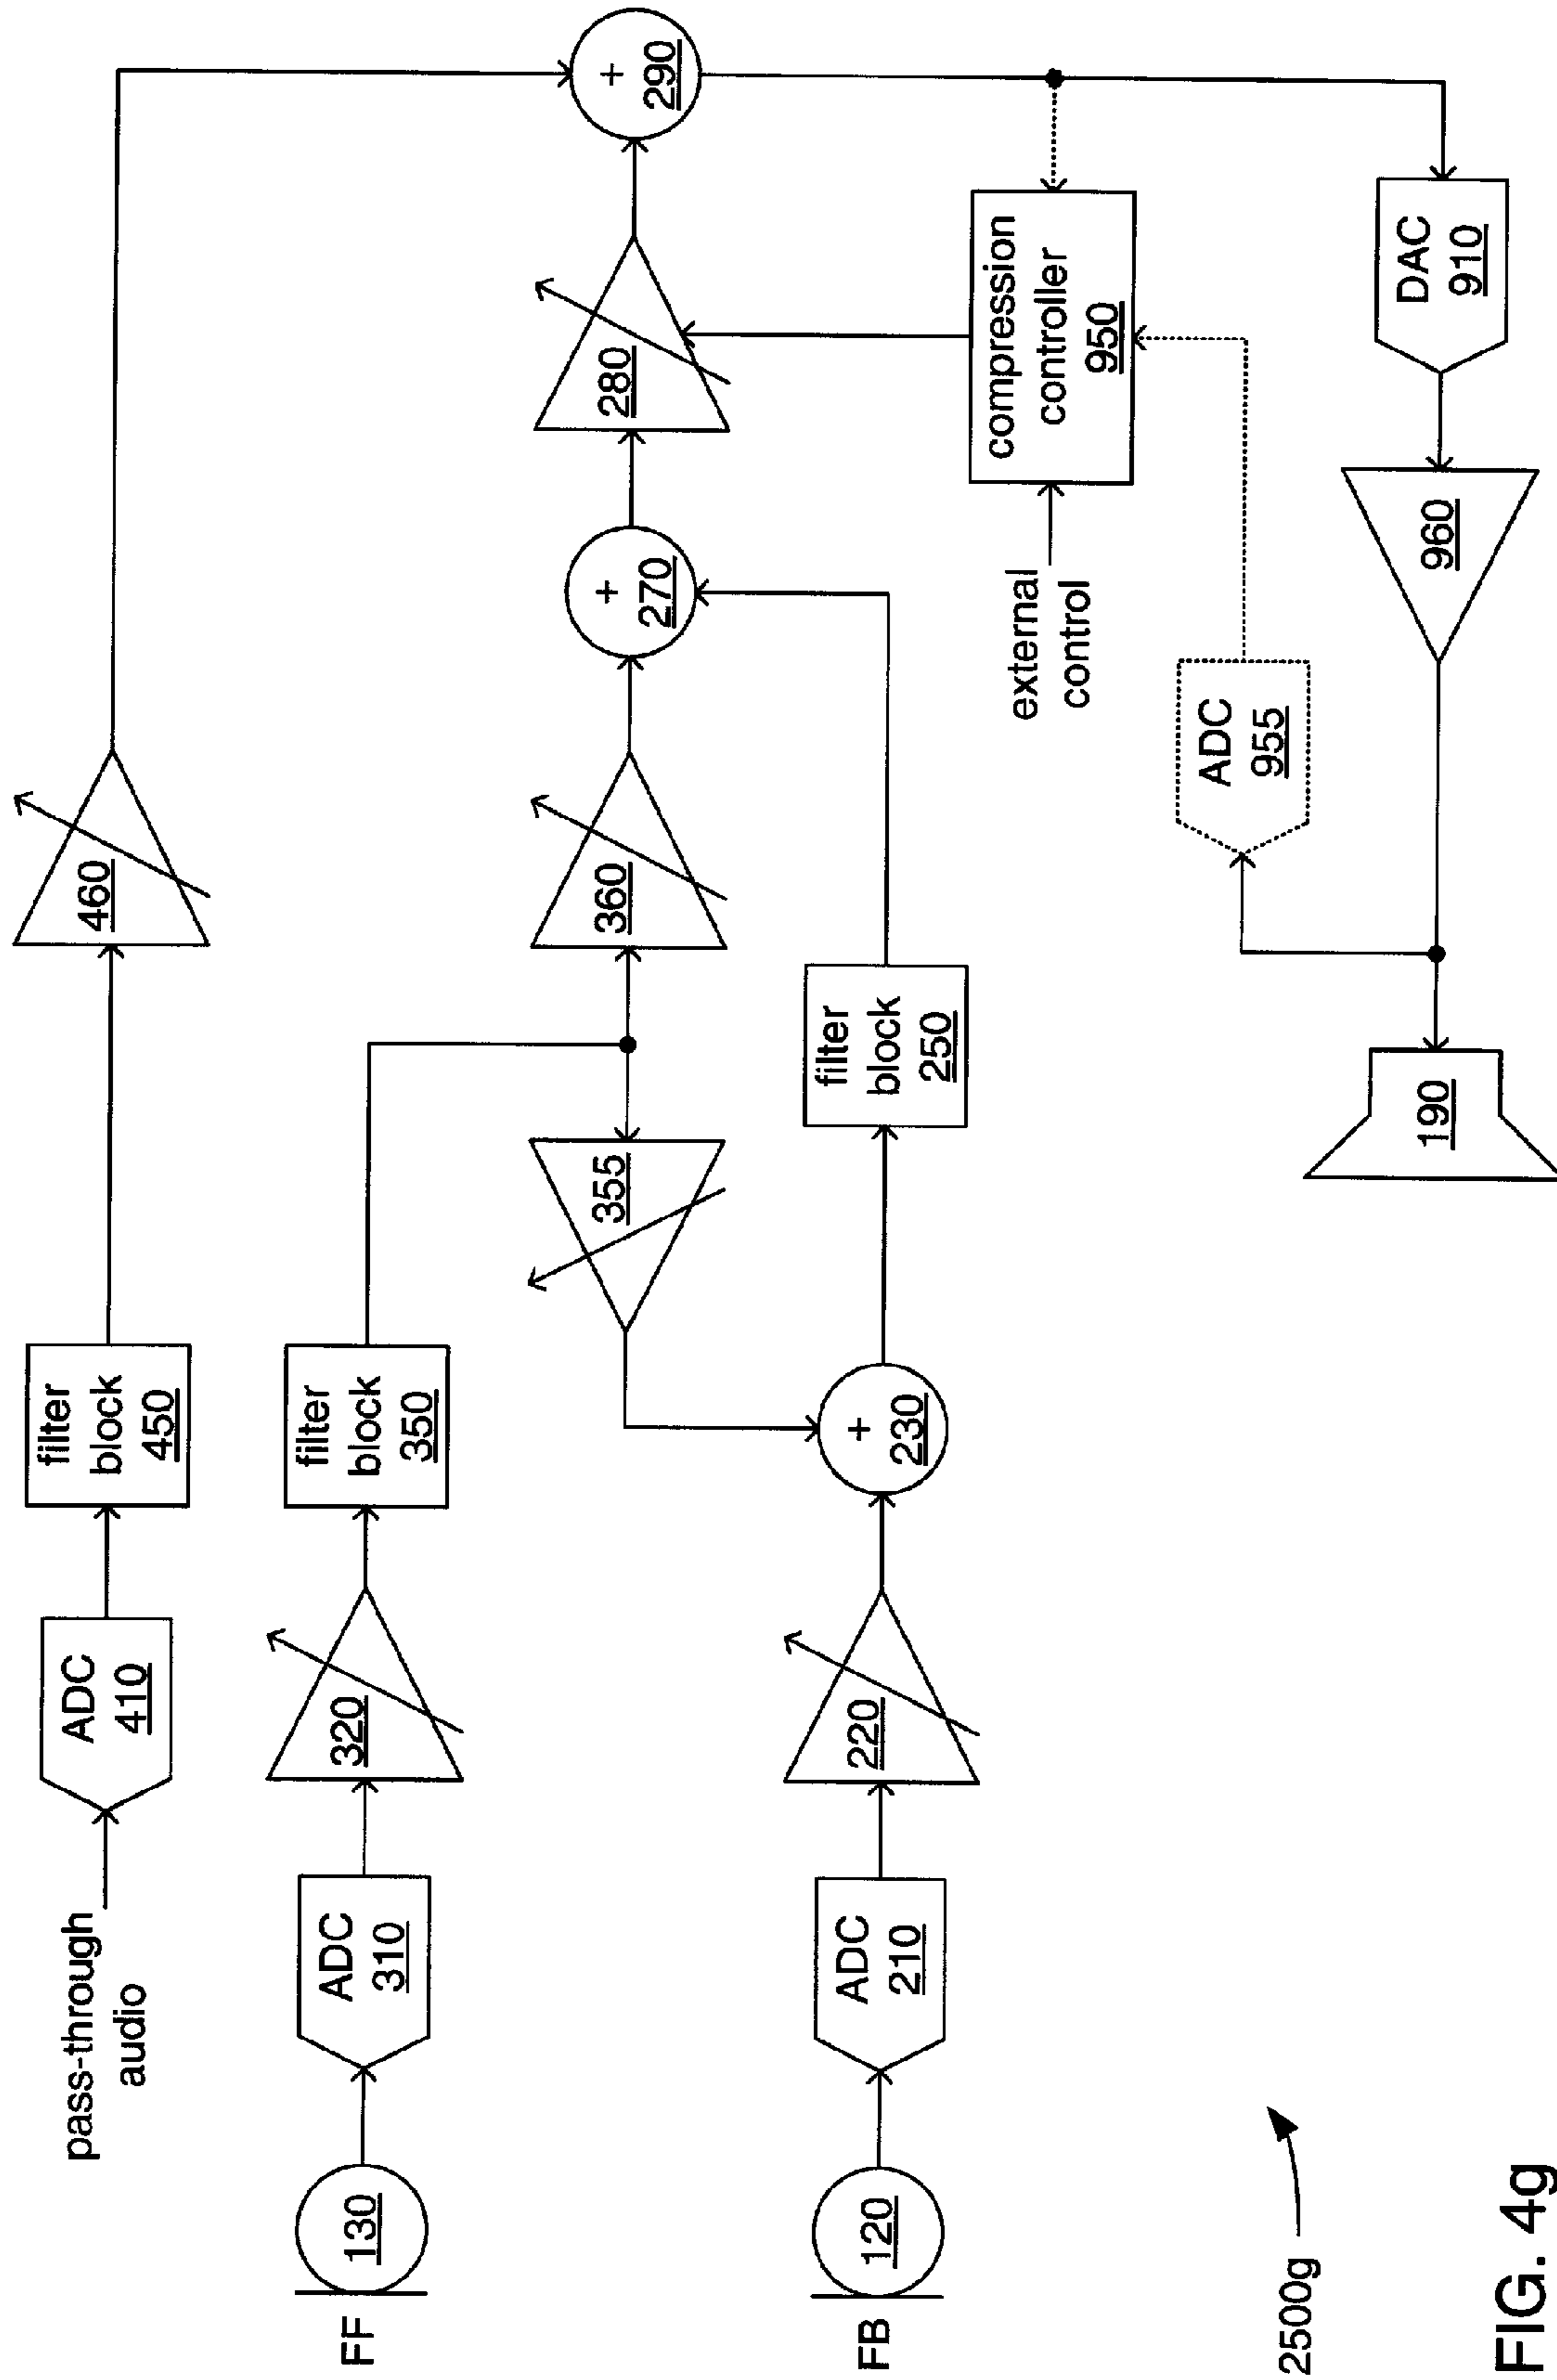 pass-through
audio
ADC
410
filter
block
450
460
FF
130
ADC
310
320
filter
block
350
355
360
+
270
280
+
290
FB
120
ADC
210
220
+
230
filter
block
250
external
control
compression
controller
950
ADC
955
190
960
DAC
910
2500g
FIG. 4g